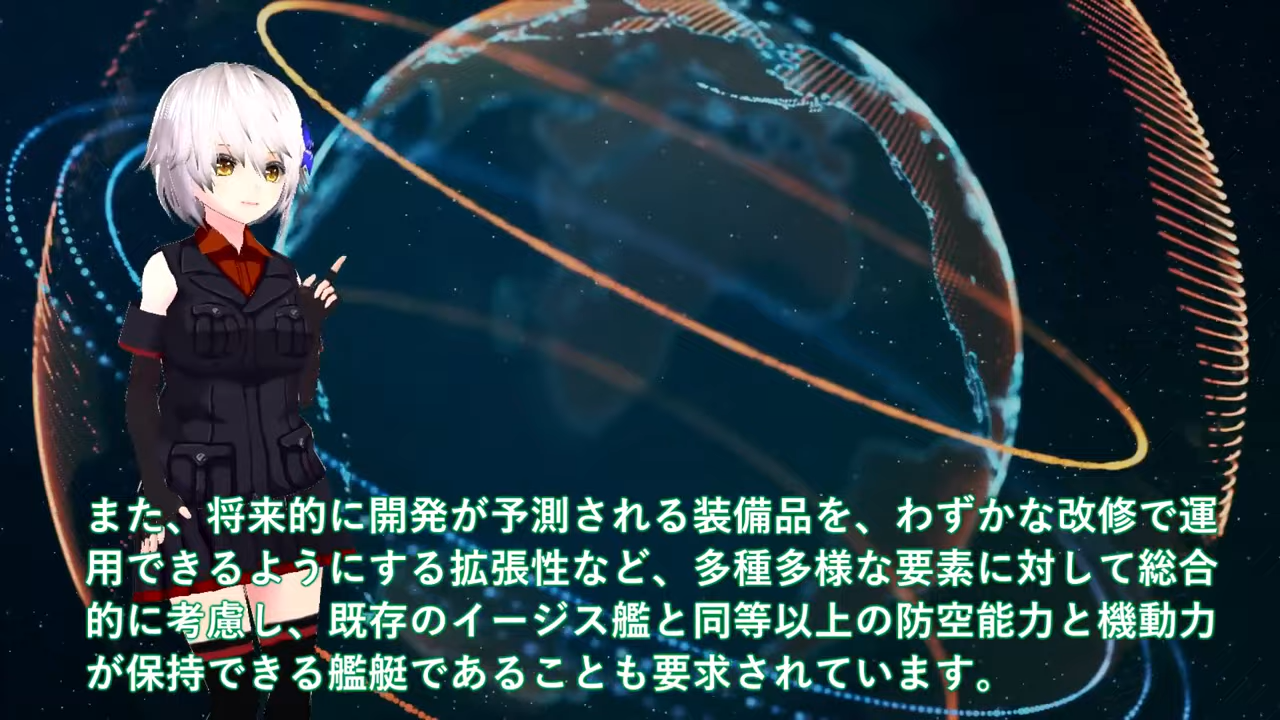 また、将来的に開発が予測される装備品を、わずかな改修で運
用できるようにする拡張性など、多種多様な要素に対して総合
的に考慮し、既存のイージス艦と同等以上の防空能力と機動力
が保持できる艦艇であることも要求されています。